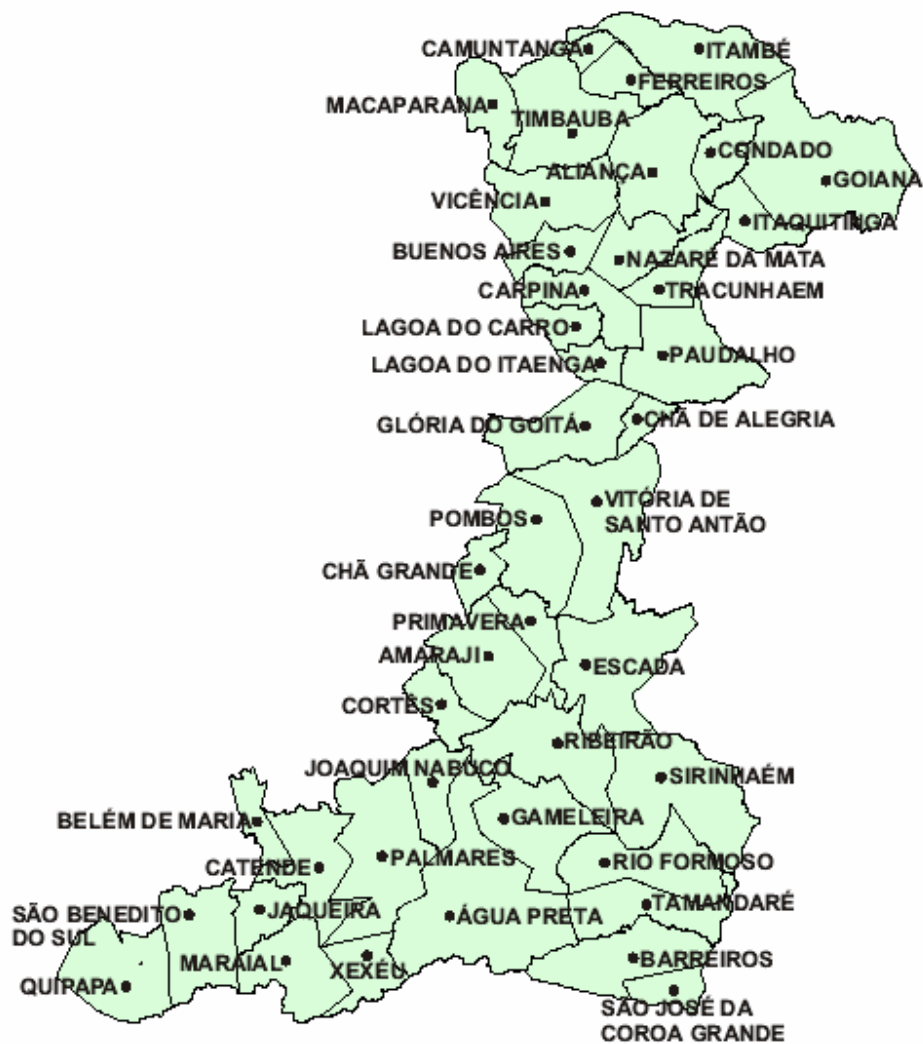 CAMUNTANGA
ITAMBÉ
FERREIROS
MACAPARANA
TIMBAUBA
CONDADO
ALIANÇA
GOIANA
VICÊNCIA
ITAQUITINGA
BUENOS AIRES
NAZARÉ DA MATA
CARPINA
TRACUNHAEM
LAGOA DO CARRO
PAUDALHO
LAGOA DO ITAENGA
GLÓRIA DO GOITÁ
CHÃ DE ALEGRIA
VITÓRIA DE
SANTO ANTÃO
POMBOS
CHÃ GRANDE
PRIMAVERA
AMARAJI
ESCADA
CORTÊS
RIBEIRÃO
JOAQUIM NABUCO
SIRINHAÉM
BELÉM DE MARIA
GAMELEIRA
CATENDE
PALMARES
RIO FORMOSO
SÃO BENEDITO
DO SUL
JAQUEIRA
ÁGUA PRETA
TAMANDARÉ
MARAIAL
XEXÉU
BARREIROS
QUIPAPA
SÃO JOSÉ DA
COROA GRANDE